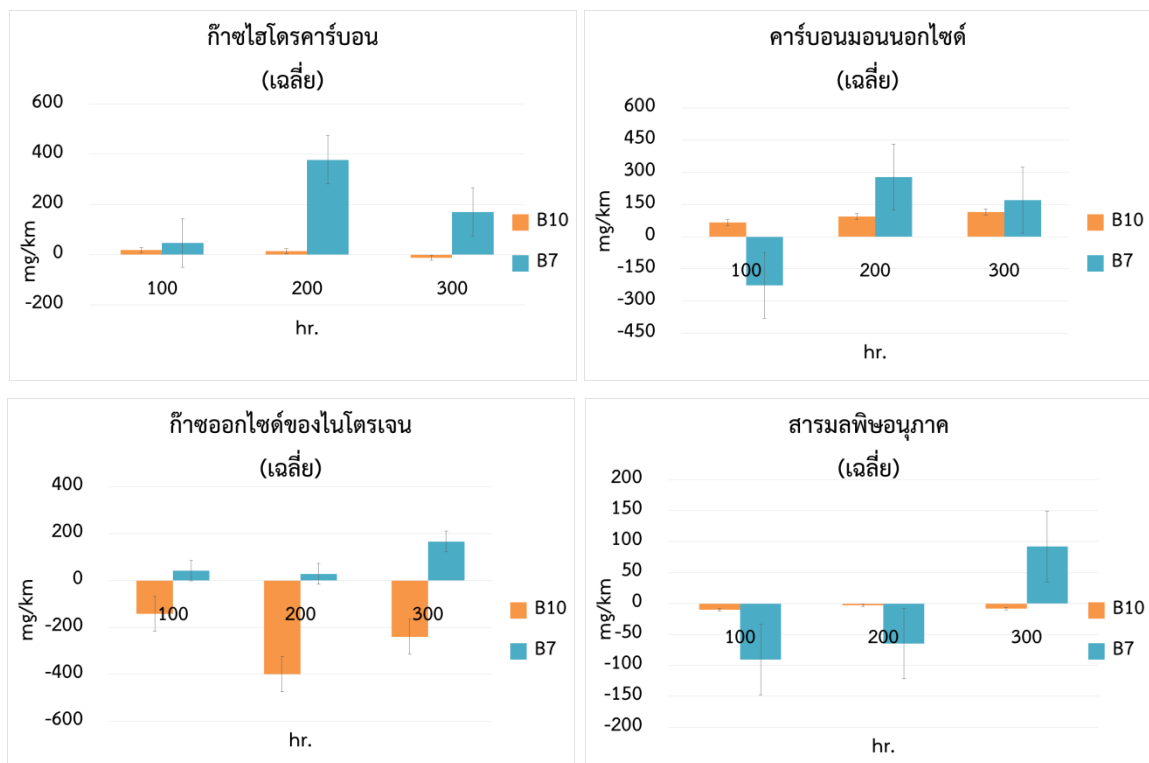 ก๊าซไฮโดรคาร์บอน
(เฉลี่ย)
600
400
200
0
-200
mg/km
100
200
300
hr.
B10
B7
คาร์บอนมอนนอกไซด์
(เฉลี่ย)
600
450
300
150
0
-150
-300
-450
mg/km
100
200
300
hr.
B10
B7
ก๊าซออกไซด์ของไนโตรเจน
(เฉลี่ย)
400
200
0
-200
-400
-600
mg/km
100
200
300
hr.
B10
B7
สารมลพิษอนุภาค
(เฉลี่ย)
200
150
100
50
0
-50
-100
-150
-200
mg/km
100
200
300
hr.
B10
B7